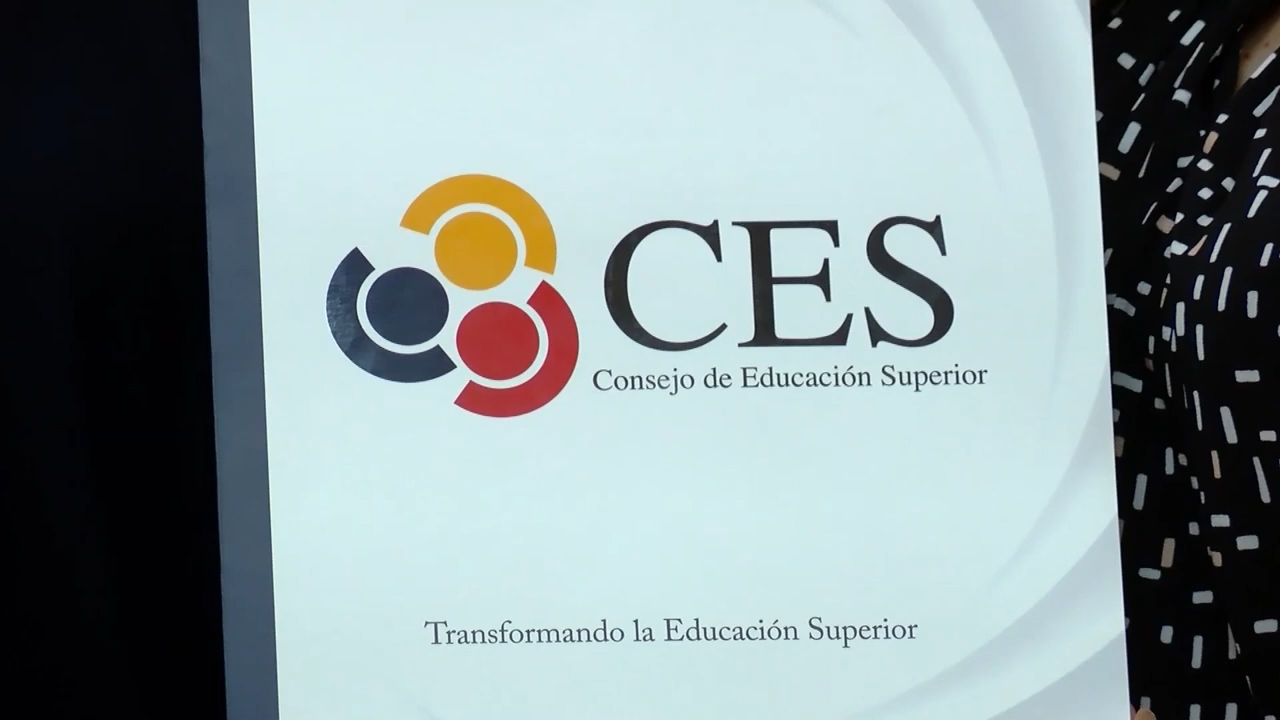 CES
Consejo de Educación Superior
Transformando la Educación Superior